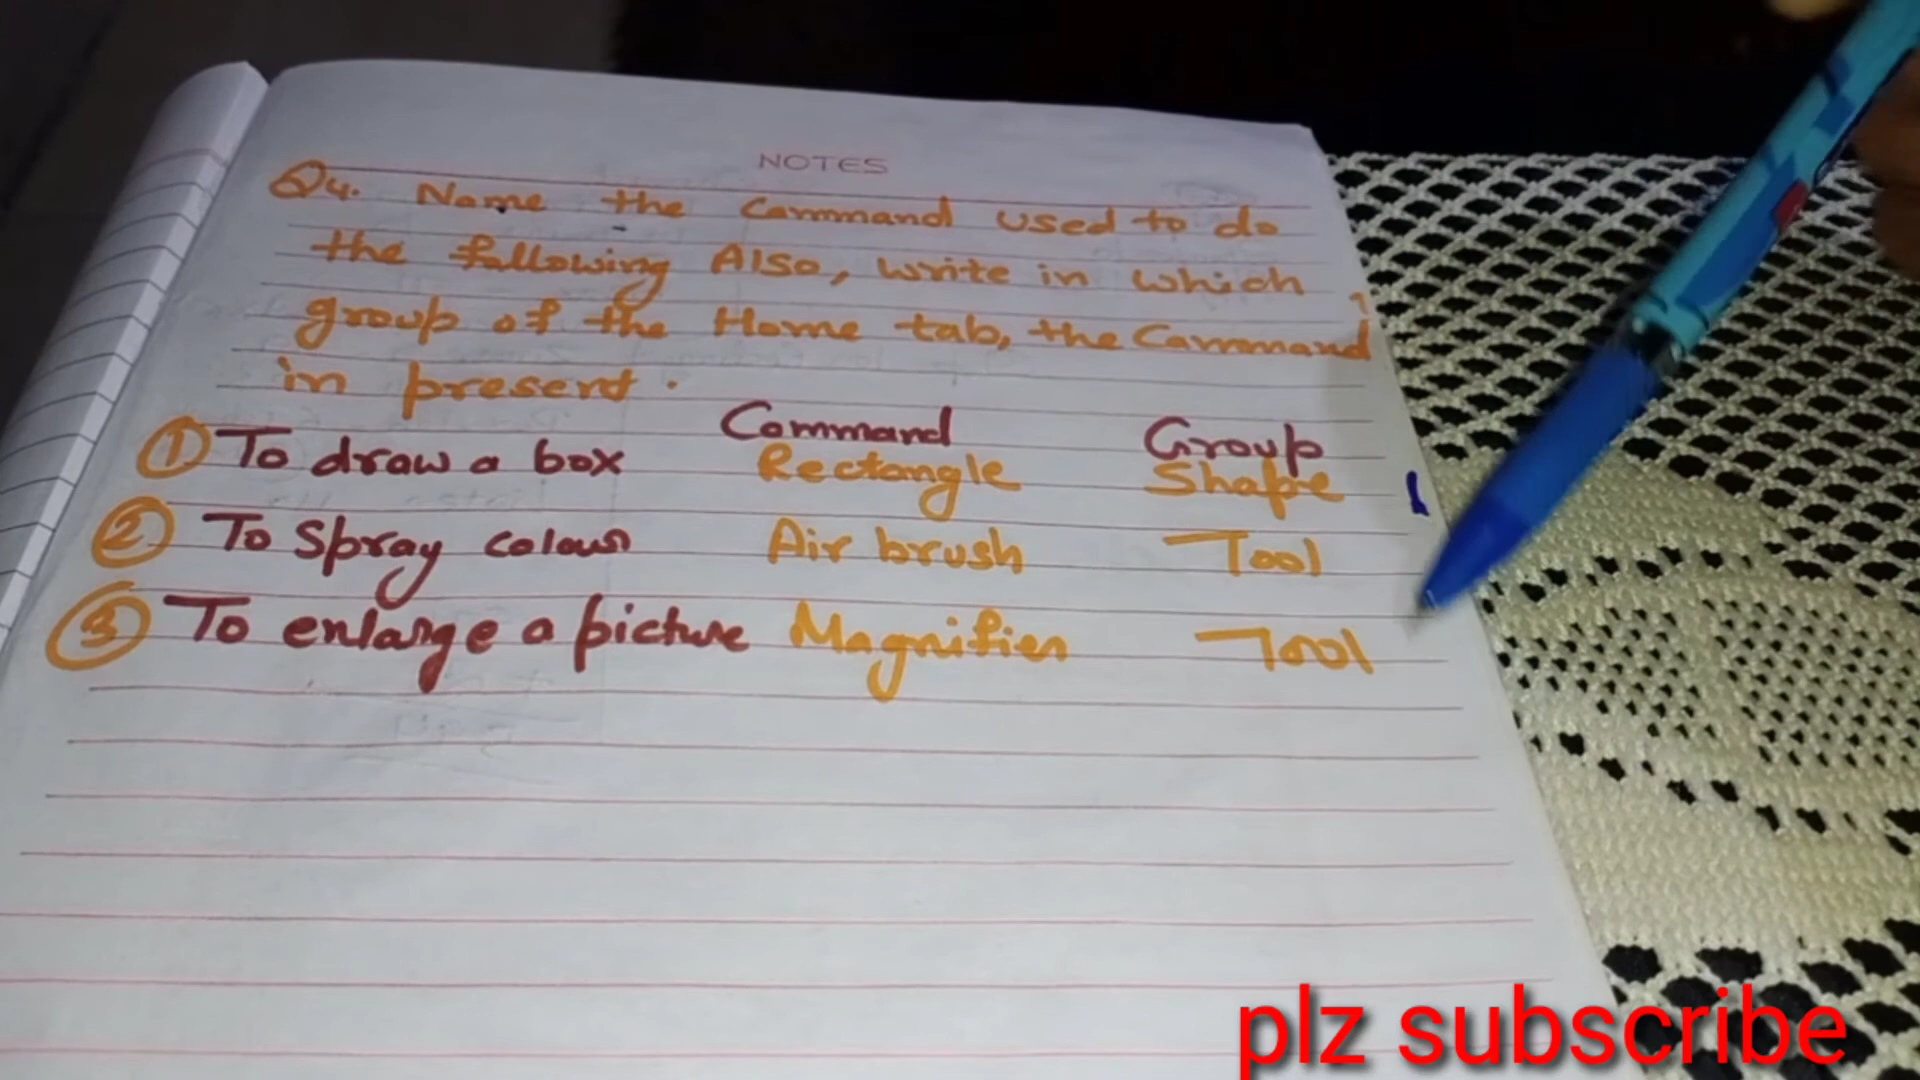 NOTES
Q4. Name the Command used to do
the following Also, write in which
group of the Home tab, the Command
in present.
Command Group
① To draw a box Rectangle Shape
② To Spray colour Air brush Tool
③ To enlarge a picture Magnifier Tool
plz subscribe